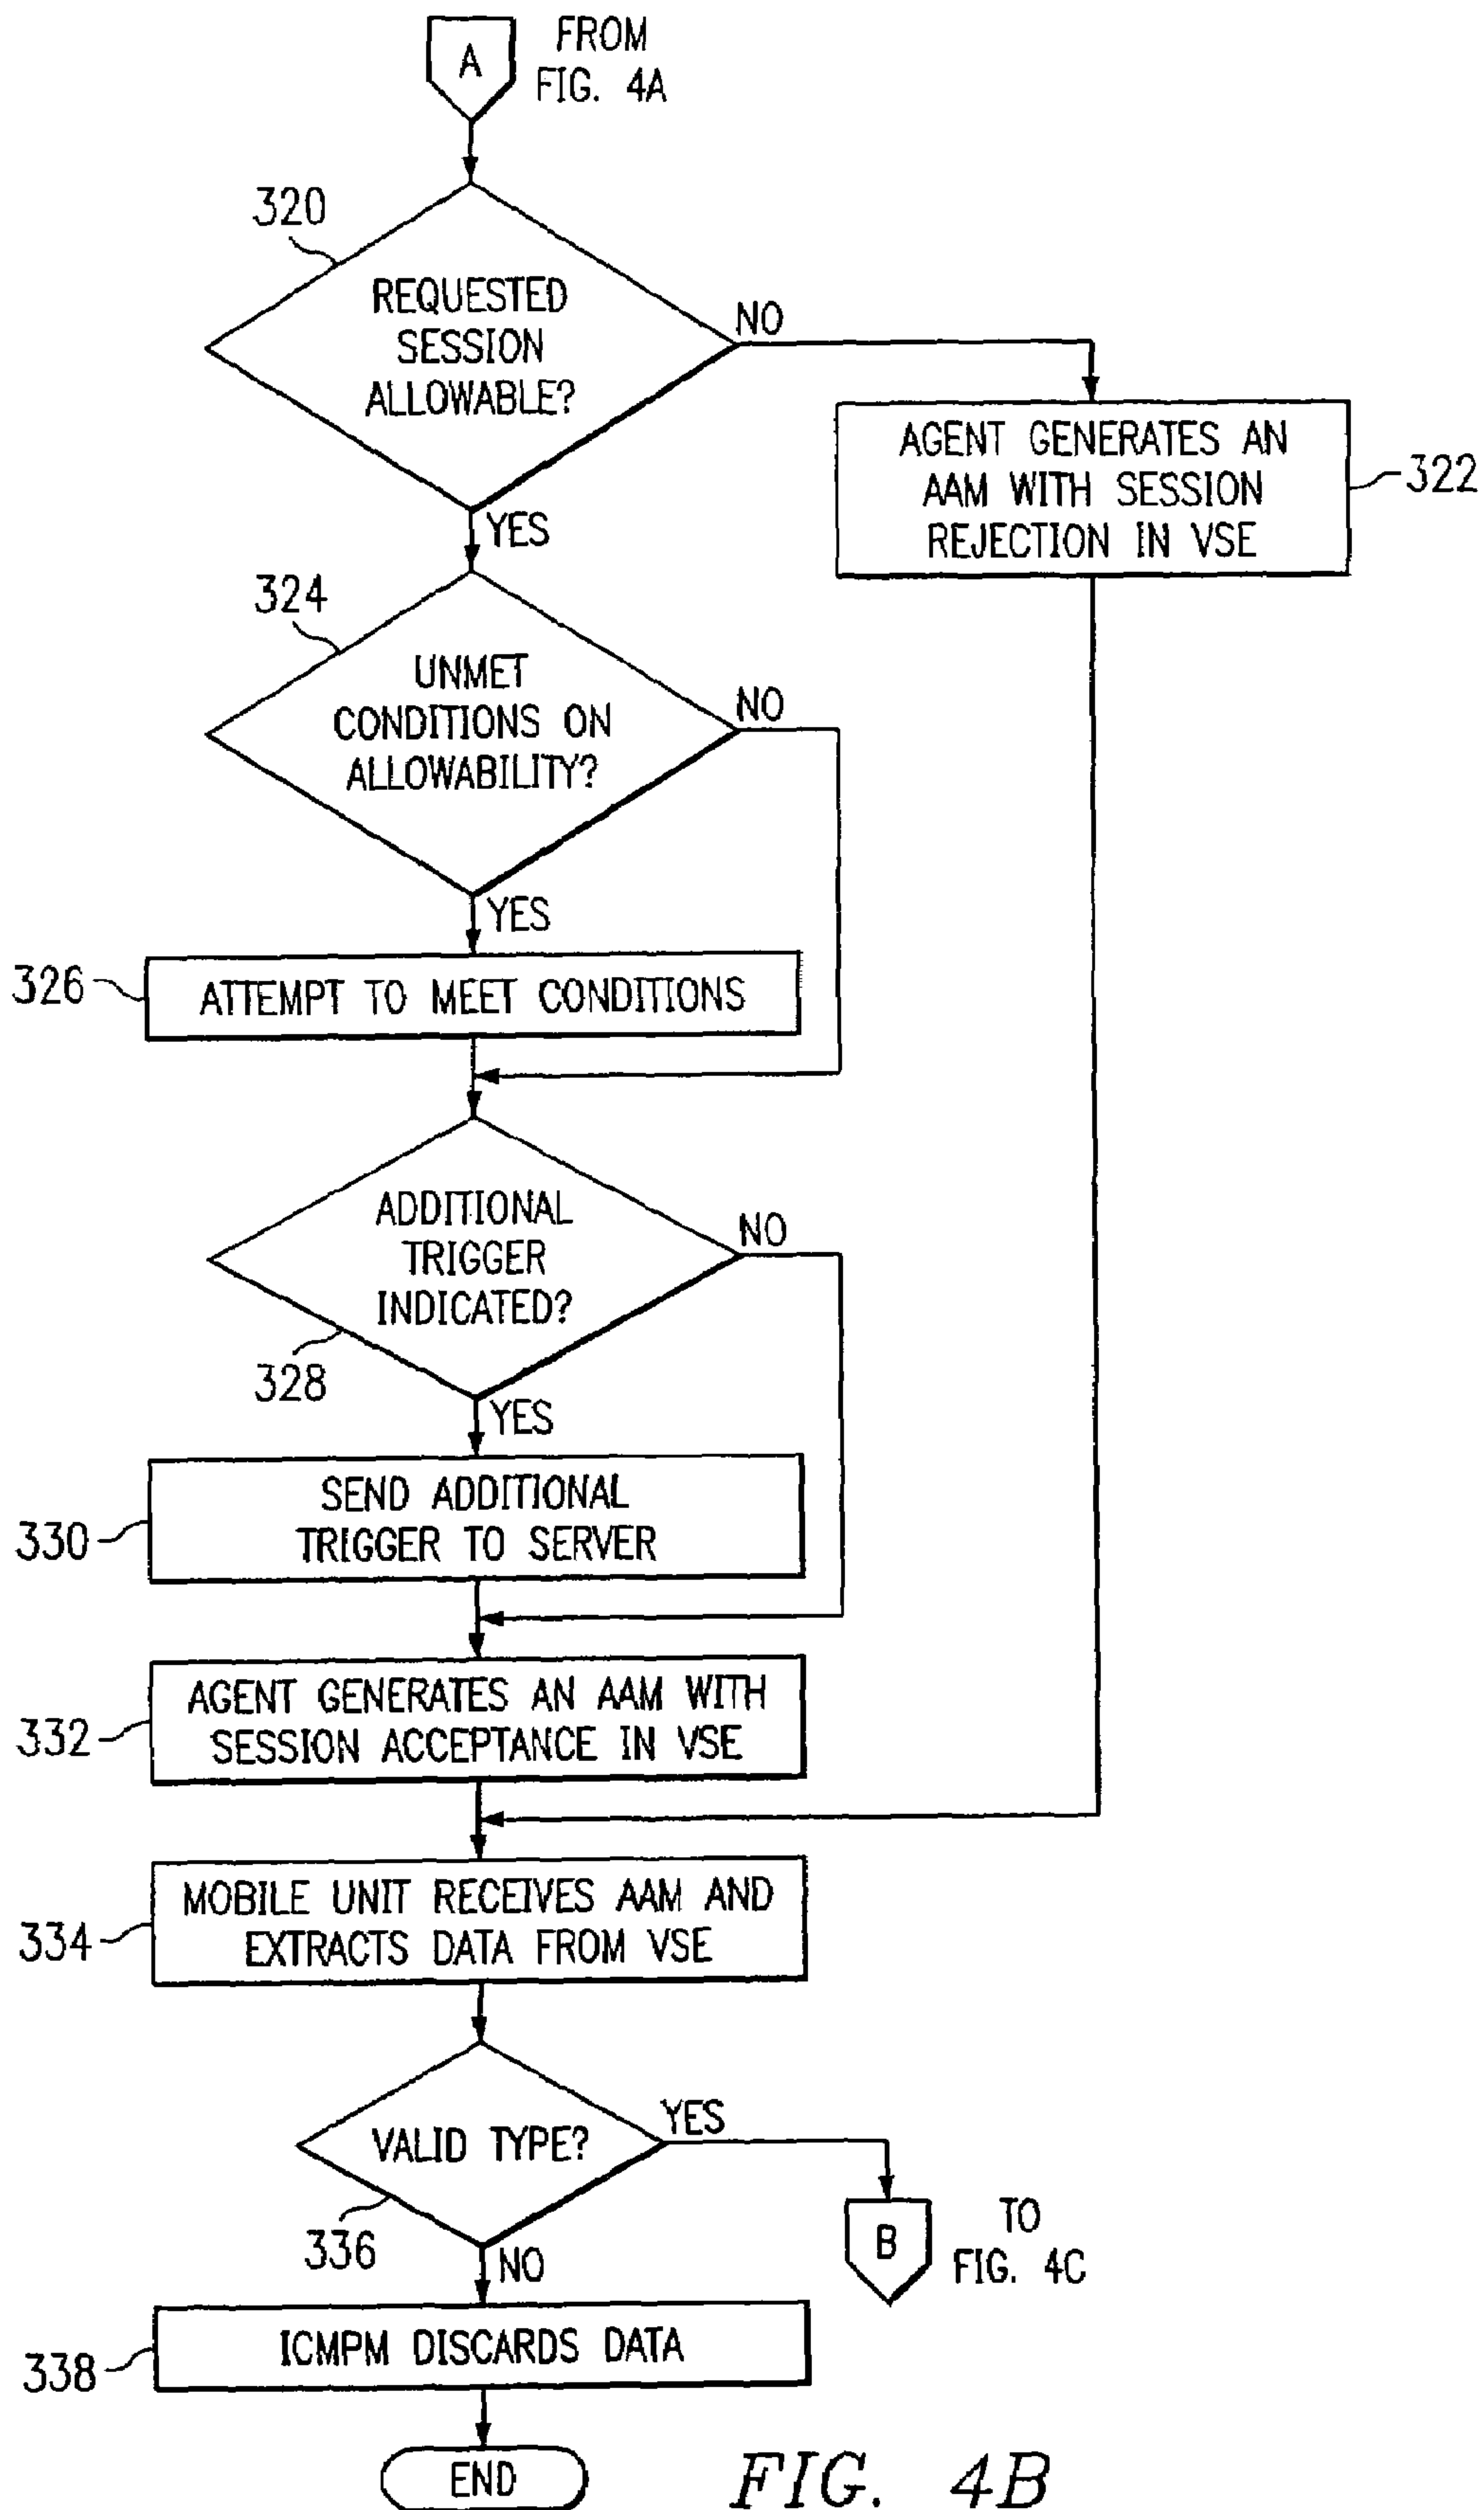 A
FROM
FIG. 4A
320
REQUESTED
SESSION
ALLOWABLE?
NO
YES
AGENT GENERATES AN
AAM WITH SESSION
REJECTION IN VSE
322
324
UNMET
CONDITIONS ON
ALLOWABILITY?
NO
YES
326
ATTEMPT TO MEET CONDITIONS
ADDITIONAL
TRIGGER
INDICATED?
NO
328
YES
SEND ADDITIONAL
TRIGGER TO SERVER
330
AGENT GENERATES AN AAM WITH
SESSION ACCEPTANCE IN VSE
332
MOBILE UNIT RECEIVES AAM AND
EXTRACTS DATA FROM VSE
334
VALID TYPE?
YES
336
NO
B
TO
FIG. 4C
ICMPM DISCARDS DATA
338
END
FIG. 4B